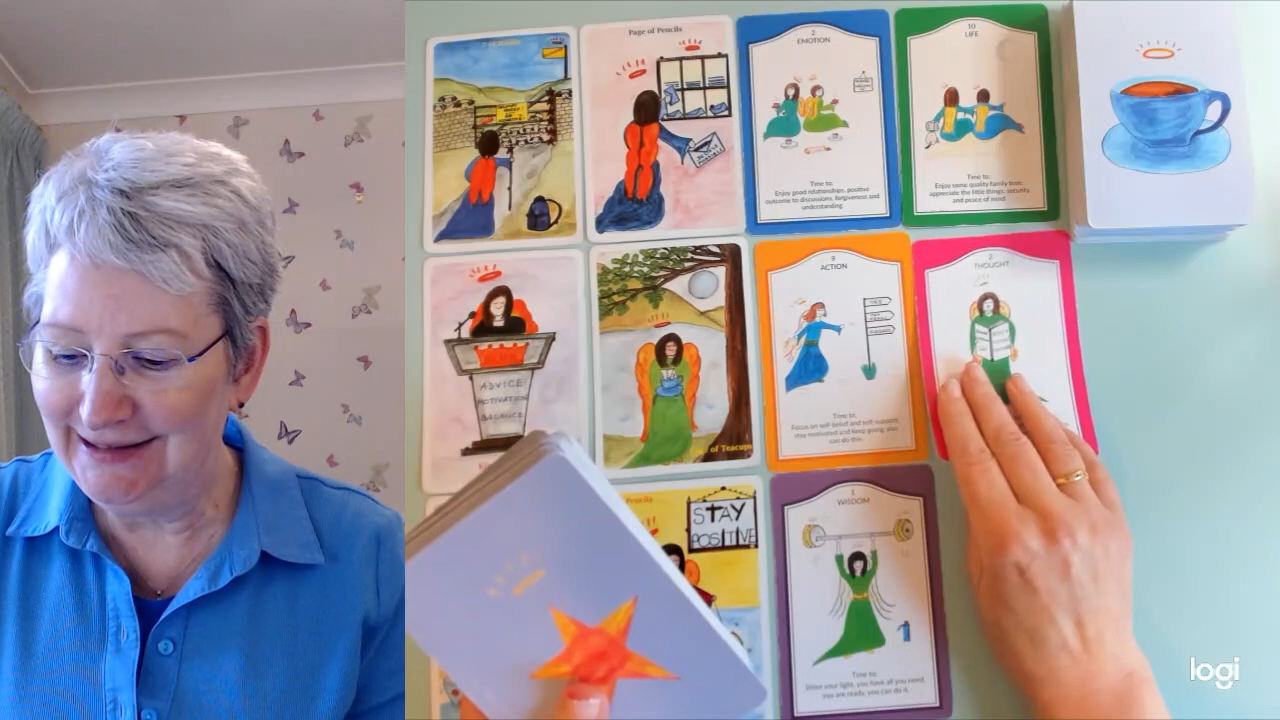 Page of Pencils
2
EMOTION
Time to:
Enjoy good relationships, positive
outcome to discussions, forgiveness and
understanding
10
LIFE
Time to:
Enjoy some quality family time,
appreciate the little things, security,
and peace of mind.
ADVICE
MOTIVATION
BALANCE
of Teacups
9
ACTION
Time to:
Focus on self-belief and self-support,
stay motivated and keep going, you
can do this.
2
THOUGHT
Pencils
STAY
POSITIVE
1
WISDOM
Time to:
Shine your light, you have all you need,
you are ready, you can do it.
logi